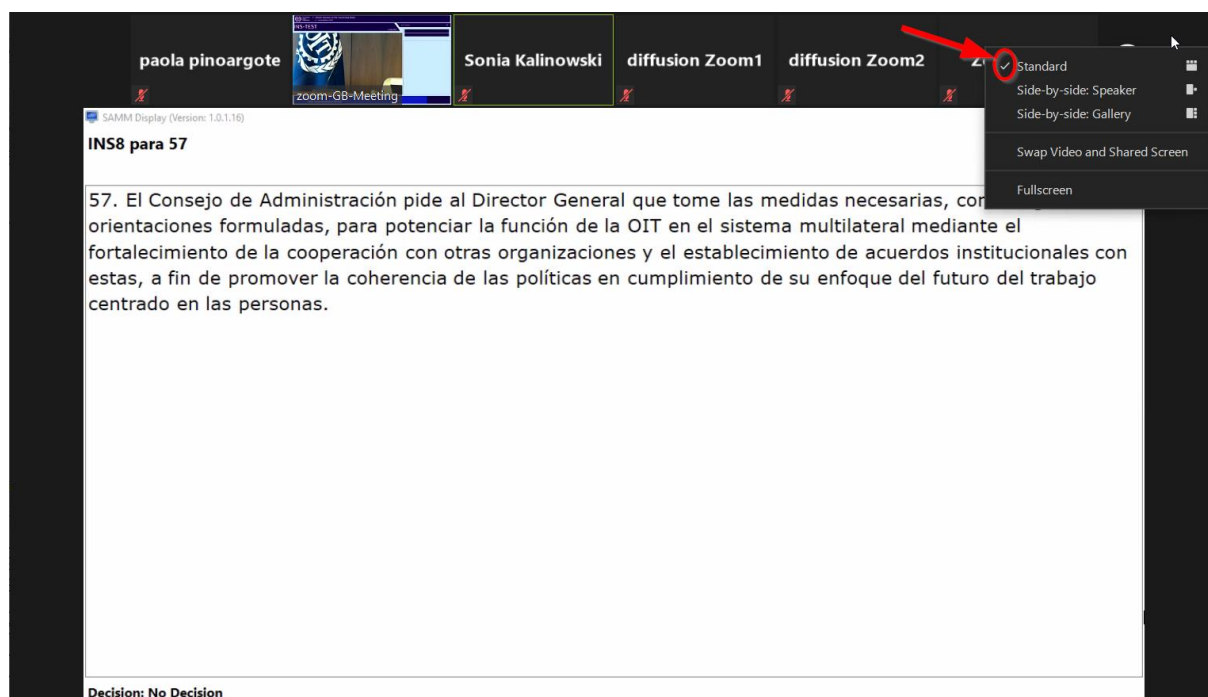 paola pinoargote
INS-TEST
zoom-GB-Meeting
Sonia Kalinowski
diffusion Zoom1
diffusion Zoom2
Standard
Side-by-side: Speaker
Side-by-side: Gallery
Swap Video and Shared Screen
Fullscreen
SAMM Display (Version: 1.0.1.16)
INS8 para 57
57. El Consejo de Administración pide al Director General que tome las medidas necesarias,
orientaciones formuladas, para potenciar la función de la OIT en el sistema multilateral mediante el
fortalecimiento de la cooperación con otras organizaciones y el establecimiento de acuerdos institucionales con
estas, a fin de promover la coherencia de las políticas en cumplimiento de su enfoque del futuro del trabajo
centrado en las personas.
Decision: No Decision